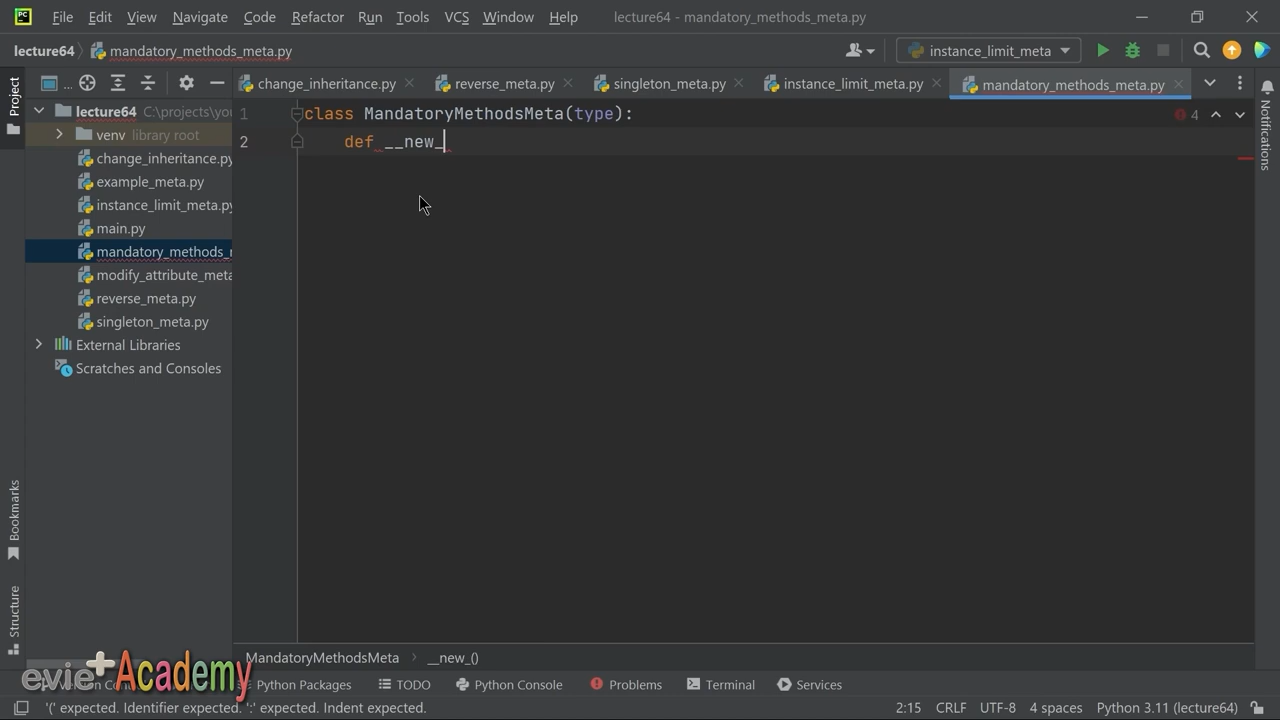 File Edit View Navigate Code Refactor Run Tools VCS Window Help lecture64 - mandatory_methods_meta.py
lecture64 mandatory_methods_meta.py instance_limit_meta
Project
... change_inheritance.py reverse_meta.py singleton_meta.py instance_limit_meta.py mandatory_methods_meta.py
lecture64 C:\projects\you
venv library root
change_inheritance.py
example_meta.py
instance_limit_meta.py
main.py
mandatory_methods_
modify_attribute_meta
reverse_meta.py
singleton_meta.py
External Libraries
Scratches and Consoles
1 class MandatoryMethodsMeta(type):
2 def __new_
4
Notifications
Bookmarks
Structure
MandatoryMethodsMeta __new_()
evie+Academy
Python Packages TODO Python Console Problems Terminal Services
'(' expected. Identifier expected. ':' expected. Indent expected. 2:15 CRLF UTF-8 4 spaces Python 3.11 (lecture64)